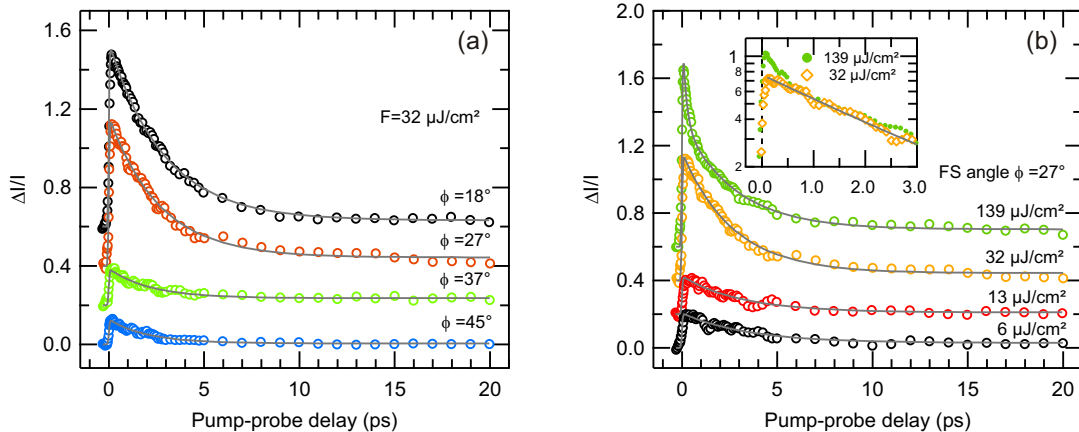 (a)
F=32 µJ/cm²
ϕ =18°
ϕ =27°
ϕ =37°
ϕ =45°
1.6
1.2
0.8
0.4
0.0
ΔI/I
0 5 10 15 20
Pump-probe delay (ps)
(b)
139 µJ/cm²
32 µJ/cm²
1
8
6
4
2
0.0 1.0 2.0 3.0
FS angle ϕ =27°
139 µJ/cm²
32 µJ/cm²
13 µJ/cm²
6 µJ/cm²
2.0
1.6
1.2
0.8
0.4
0.0
ΔI/I
0 5 10 15 20
Pump-probe delay (ps)